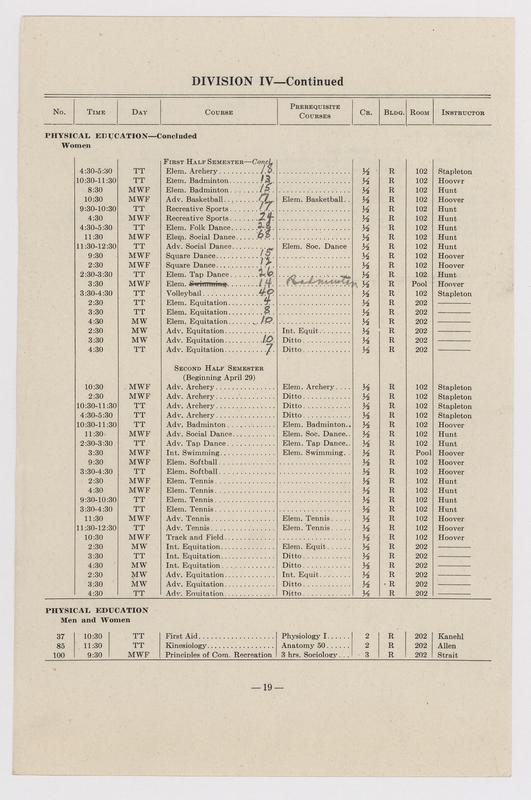 DIVISION IV—Continued
No. TIME DAY COURSE PREREQUISITE COURSES CR. BLDG. ROOM INSTRUCTOR
PHYSICAL EDUCATION—Concluded
Women
FIRST HALF SEMESTER—Concl.
4:30-5:30 TT Elem. Archery 18 ½ R 102 Stapleton
10:30-11:30 TT Elem. Badminton 13 ½ R 102 Hoover
8:30 MWF Elem. Badminton 15 ½ R 102 Hunt
10:30 MWF Adv. Basketball Elem. Basketball ½ R 102 Hoover
9:30-10:30 TT Recreative Sports 17 ½ R 102 Hunt
4:30 MWF Recreative Sports 24 ½ R 102 Hunt
4:30-5:30 TT Elem. Folk Dance 28 ½ R 102 Hunt
11:30 MWF Elem. Social Dance 68 ½ R 102 Hunt
11:30-12:30 TT Adv. Social Dance Elem. Soc. Dance ½ R 102 Hunt
9:30 MWF Square Dance 15 ½ R 102 Hoover
2:30 MWF Square Dance 12 ½ R 102 Hoover
2:30-3:30 TT Elem. Tap Dance 26 ½ R 102 Hunt
3:30 MWF Elem. Swimming 14 Badminton ½ R Pool Hoover
3:30-4:30 TT Volleyball 40 ½ R 102 Stapleton
2:30 TT Elem. Equitation 4 ½ R 202
3:30 TT Elem. Equitation 8 ½ R 202
4:30 MW Elem. Equitation 10 ½ R 202
2:30 MW Adv. Equitation Int. Equit. ½ R 202
3:30 MW Adv. Equitation 10 Ditto ½ R 202
4:30 TT Adv. Equitation 7 Ditto ½ R 202
SECOND HALF SEMESTER
(Beginning April 29)
10:30 MWF Adv. Archery Elem. Archery ½ R 102 Stapleton
2:30 MWF Adv. Archery Ditto ½ R 102 Stapleton
10:30-11:30 TT Adv. Archery Ditto ½ R 102 Stapleton
4:30-5:30 TT Adv. Archery Ditto ½ R 102 Stapleton
10:30-11:30 TT Adv. Badminton Elem. Badminton ½ R 102 Hoover
11:30 MWF Adv. Social Dance Elem. Soc. Dance ½ R 102 Hunt
2:30-3:30 TT Adv. Tap Dance Elem. Tap Dance ½ R 102 Hunt
3:30 MWF Int. Swimming Elem. Swimming ½ R Pool Hoover
9:30 MWF Elem. Softball ½ R 102 Hoover
3:30-4:30 TT Elem. Softball ½ R 102 Hoover
2:30 MWF Elem. Tennis ½ R 102 Hunt
4:30 MWF Elem. Tennis ½ R 102 Hunt
9:30-10:30 TT Elem. Tennis ½ R 102 Hunt
3:30-4:30 TT Elem. Tennis ½ R 102 Hunt
11:30 MWF Adv. Tennis Elem. Tennis ½ R 102 Hoover
11:30-12:30 TT Adv. Tennis Elem. Tennis ½ R 102 Hoover
10:30 MWF Track and Field ½ R 102 Hoover
2:30 MW Int. Equitation Elem. Equit ½ R 202
3:30 TT Int. Equitation Ditto ½ R 202
4:30 MW Int. Equitation Ditto ½ R 202
2:30 MW Adv. Equitation Int. Equit ½ R 202
3:30 MW Adv. Equitation Ditto ½ R 202
4:30 TT Adv. Equitation Ditto ½ R 202
PHYSICAL EDUCATION
Men and Women
37 10:30 TT First Aid Physiology I 2 R 202 Kanehl
85 11:30 TT Kinesiology Anatomy 50 2 R 202 Allen
100 9:30 MWF Principles of Com. Recreation 3 hrs. Sociology 3 R 202 Strait
—19—